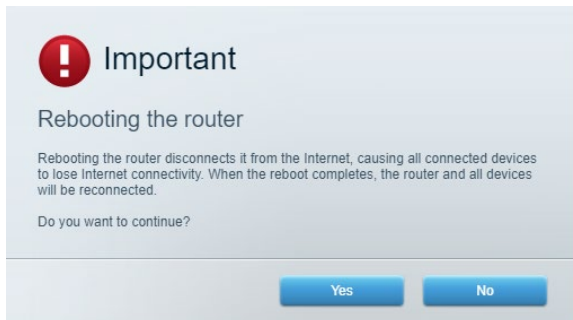 Important
Rebooting the router
Rebooting the router disconnects it from the Internet, causing all connected devices
to lose Internet connectivity. When the reboot completes, the router and all devices
will be reconnected.
Do you want to continue?
Yes No